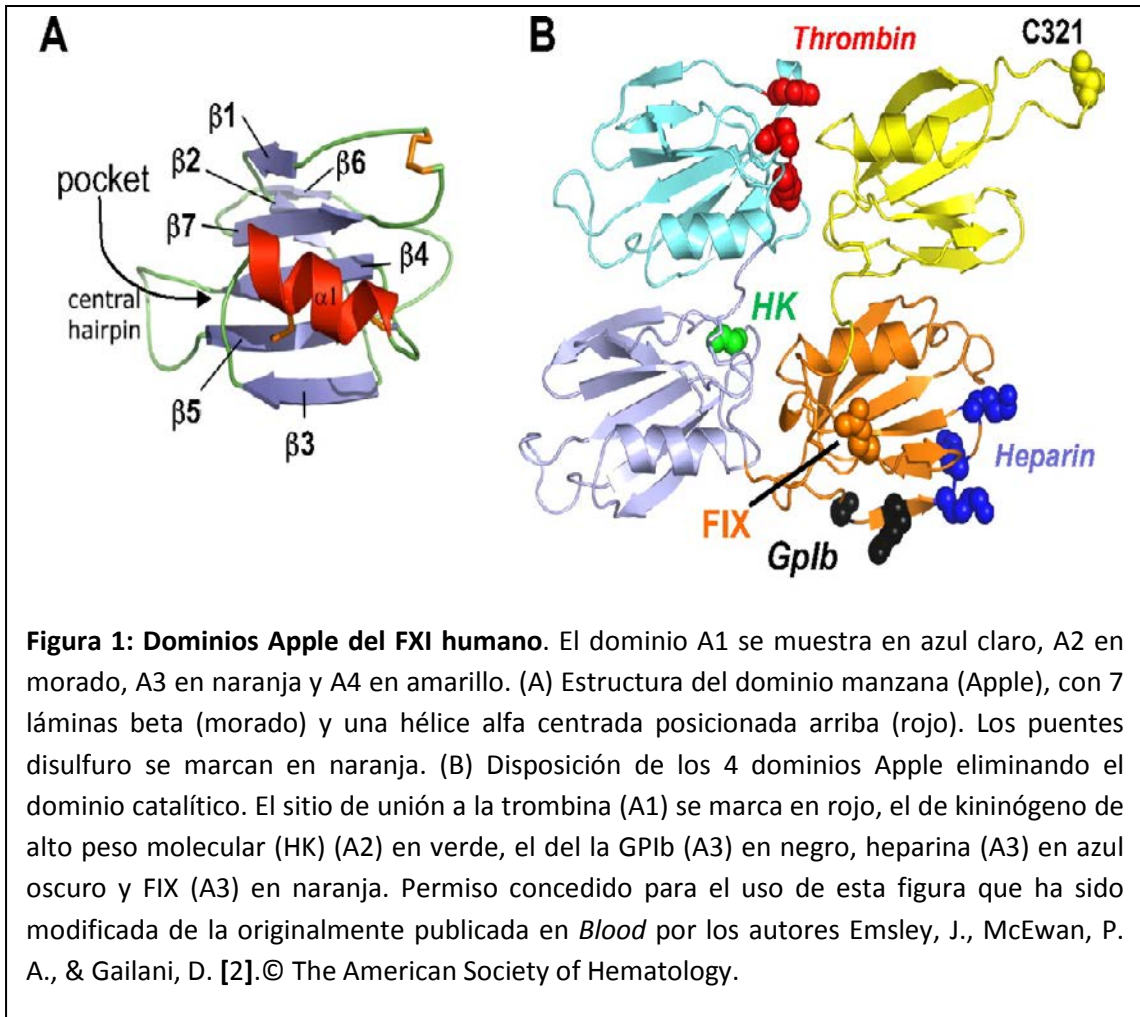 A
B
Thrombin
C321
β1
β2
β6
pocket
β7
β4
α1
central
hairpin
HK
β5
β3
Heparin
FIX
GpIb
Figura 1: Dominios Apple del FXI humano. El dominio A1 se muestra en azul claro, A2 en
morado, A3 en naranja y A4 en amarillo. (A) Estructura del dominio manzana (Apple), con 7
láminas beta (morado) y una hélice alfa centrada posicionada arriba (rojo). Los puentes
disulfuro se marcan en naranja. (B) Disposición de los 4 dominios Apple eliminando el
dominio catalítico. El sitio de unión a la trombina (A1) se marca en rojo, el de kininógeno de
alto peso molecular (HK) (A2) en verde, el del la GPIb (A3) en negro, heparina (A3) en azul
oscuro y FIX (A3) en naranja. Permiso concedido para el uso de esta figura que ha sido
modificada de la originalmente publicada en Blood por los autores Emsley, J., McEwan, P.
A., & Gailani, D. [2].© The American Society of Hematology.